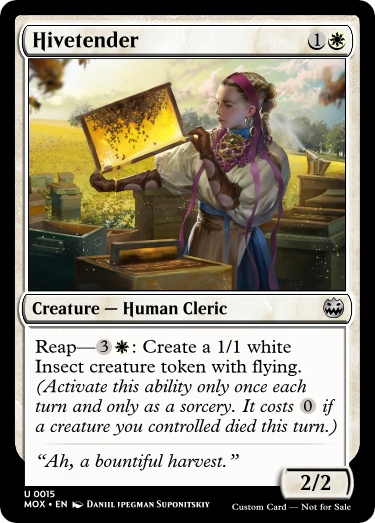 Hivetender 1
Creature — Human Cleric
Reap—3: Create a 1/1 white
Insect creature token with flying.
(Activate this ability only once each
turn and only as a sorcery. It costs 0 if
a creature you controlled died this turn.)
“Ah, a bountiful harvest.”
2/2
U 0015
MOX • EN Daniil ipegman Suponitskiy
Custom Card — Not for Sale